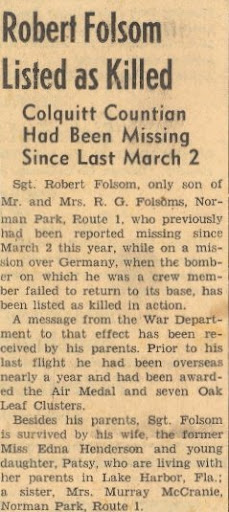 Robert Folsom
Listed as Killed
Colquitt Countian
Had Been Missing
Since Last March 2
Sgt. Robert Folsom, only son of
Mr. and Mrs. R. G. Folsoms, Nor-
man Park, Route 1, who previously
had been reported missing since
March 2 this year, while on a mis-
sion over Germany, when the bomb-
er on which he was a crew mem-
ber failed to return to its base, has
been listed as killed in action.
A message from the War Depart-
ment to that effect has been re-
ceived by his parents. Prior to his
last flight he had been overseas
nearly a year and had been award-
ed the Air Medal and seven Oak
Leaf Clusters.
Besides his parents, Sgt. Folsom
is survived by his wife, the former
Miss Edna Henderson and young
daughter, Patsy, who are living with
her parents in Lake Harbor, Fla.;
a sister, Mrs. Murray McCranie,
Norman Park, Route 1.